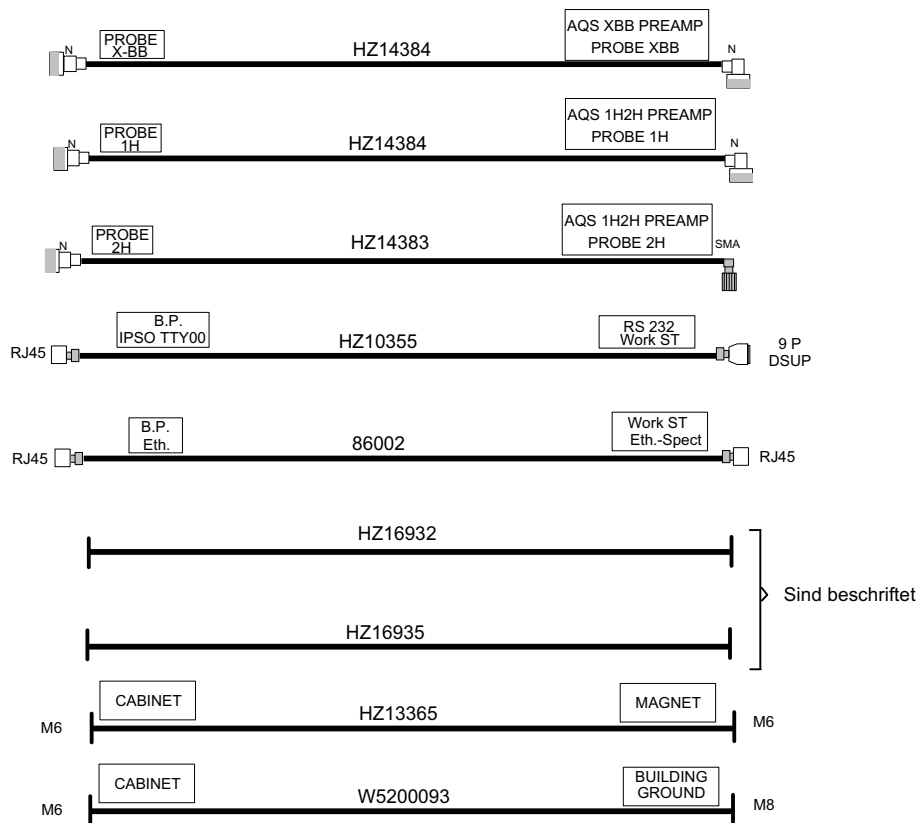 PROBE
X-BB
N
HZ14384
AQS XBB PREAMP
PROBE XBB
N
PROBE
1H
N
HZ14384
AQS 1H2H PREAMP
PROBE 1H
N
PROBE
2H
N
HZ14383
AQS 1H2H PREAMP
PROBE 2H
SMA
B.P.
IPSO TTY00
RJ45
HZ10355
RS 232
Work ST
9 P
DSUP
B.P.
Eth.
RJ45
86002
Work ST
Eth.-Spect
RJ45
HZ16932
Sind beschriftet
HZ16935
CABINET
M6
HZ13365
MAGNET
M6
CABINET
M6
W5200093
BUILDING
GROUND
M8